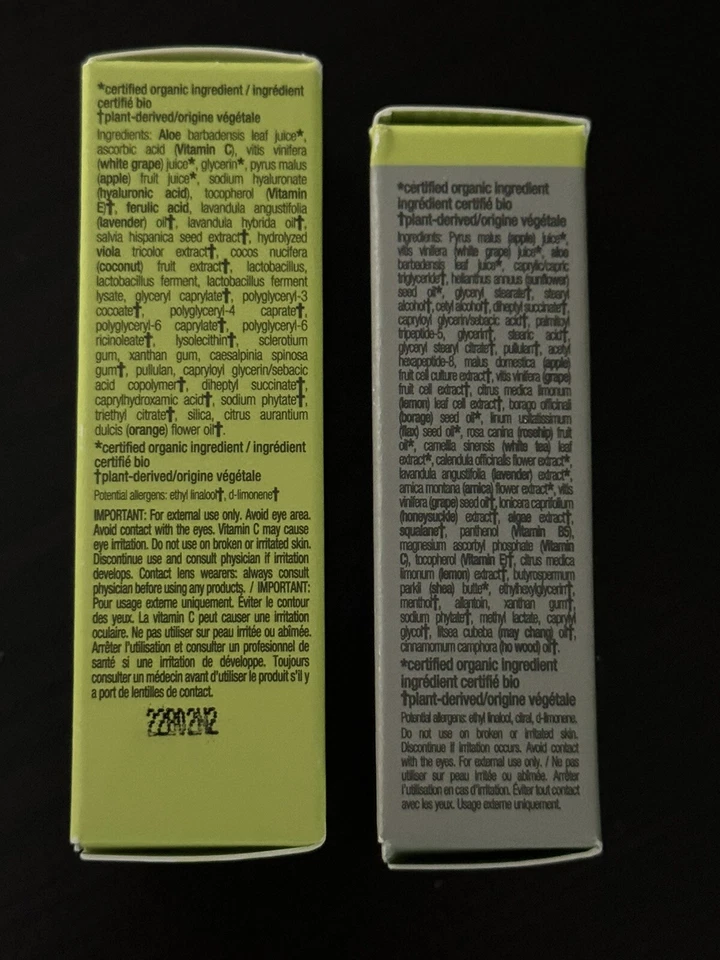 *certified organic ingredient / ingrédient
certifié bio
†plant-derived/origine végétale
Ingredients: Aloe barbadensis leaf juice*,
ascorbic acid (Vitamin C), vitis vinifera
(white grape) juice*, glycerin*, pyrus malus
(apple) fruit juice*, sodium hyaluronate
(hyaluronic acid), tocopherol (Vitamin
E)†, ferulic acid, lavandula angustifolia
(lavender) oil†, lavandula hybrida oil†,
salvia hispanica seed extract†, hydrolyzed
viola tricolor extract†, cocos nucifera
(coconut) fruit extract†, lactobacillus,
lactobacillus ferment, lactobacillus ferment
lysate, glyceryl caprylate†, polyglyceryl-3
cocoate†, polyglyceryl-4 caprate†,
polyglyceryl-6 caprylate†, polyglyceryl-6
ricinoleate†, lysolecithin†, sclerotium
gum, xanthan gum, caesalpinia spinosa
gum†, pullulan, capryloyl glycerin/sebacic
acid copolymer†, diheptyl succinate†,
caprylhydroxamic acid†, sodium phytate†,
triethyl citrate†, silica, citrus aurantium
dulcis (orange) flower oil†.
*certified organic ingredient / ingrédient
certifié bio
†plant-derived/origine végétale
Potential allergens: ethyl linalool†, d-limonene†
IMPORTANT: For external use only. Avoid eye area.
Avoid contact with the eyes. Vitamin C may cause
eye irritation. Do not use on broken or irritated skin.
Discontinue use and consult physician if irritation
develops. Contact lens wearers: always consult
physician before using any products. / IMPORTANT:
Pour usage externe uniquement. Éviter le contour
des yeux. La vitamin C peut causer une irritation
oculaire. Ne pas utiliser sur peau irritée ou abîmée.
Arrêter l'utilisation et consulter un profesionnel de
santé si une irritation de développe. Toujours
consulter un médecin avant d'utiliser le produit s'il y
a port de lentilles de contact.
*certified organic ingredient
ingrédient certifié bio
†plant-derived/origine végétale
Ingredients: Pyrus malus (apple) juice*,
vitis vinifera (white grape) juice*, aloe
barbadensis leaf juice*, caprylic/capric
triglyceride†, helianthus annuus (sunflower)
seed oil*, glyceryl stearate†, stearyl
alcohol†, cetyl alcohol†, diheptyl succinate†,
capryloyl glycerin/sebacic acid†, palmitoyl
tripeptide-5, glycerin†, stearic acid†,
glyceryl stearyl citrate†, pullulan†, acetyl
hexapeptide-8, malus domestica (apple)
fruit cell culture extract†, vitis vinifera (grape)
fruit cell extract†, citrus medica limonum
(lemon) leaf cell extract†, borago officinali
(borage) seed oil*, linum usitatissimum
(flax) seed oil*, rosa canina (rosehip) fruit
oil*, camellia sinensis (white tea) leaf
extract*, calendula officinalis flower extract*,
lavandula angustifolia (lavender) extract*,
arnica montana (arnica) flower extract*, vitis
vinifera (grape) seed oil†, lonicera caprifolium
(honeysuckle) extract†, algae extract†,
squalane†, panthenol (Vitamin B5),
magnesium ascorbyl phosphate (Vitamin
C), tocopherol (Vitamin E)†, citrus medica
limonum (lemon) extract†, butyrospermum
parkii (shea) butter*, ethylhexylglycerin†,
menthol†, allantoin, xanthan gum†,
sodium phytate†, methyl lactate, caprylyl
glycol†, litsea cubeba (may chang) oil†,
cinnamomum camphora (ho wood) oil†.
*certified organic ingredient
ingrédient certifié bio
†plant-derived/origine végétale
Potential allergens: ethyl linalool, citral, d-limonene.
Do not use on broken or irritated skin.
Discontinue if irritation occurs. Avoid contact
with the eyes. For external use only. / Ne pas
utiliser sur peau irritée ou abîmée. Arrêter
l'utilisation en cas d'irritation. Éviter tout contact
avec les yeux. Usage externe uniquement.